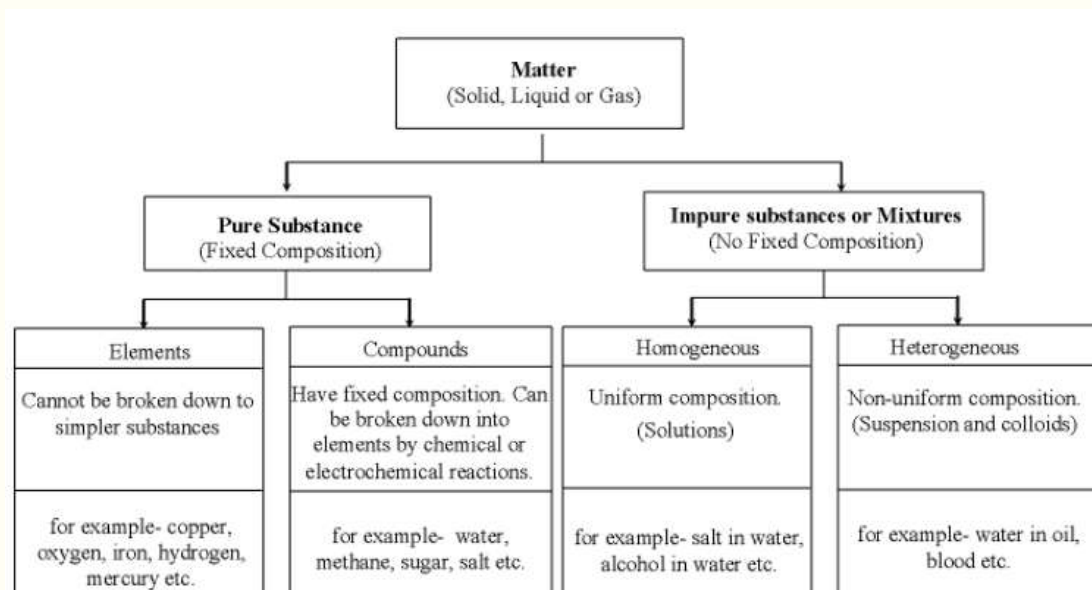 Matter
(Solid, Liquid or Gas)
Pure Substance
(Fixed Composition)
Impure substances or Mixtures
(No Fixed Composition)
Elements
Cannot be broken down to
simpler substances
for example- copper,
oxygen, iron, hydrogen,
mercury etc.
Compounds
Have fixed composition. Can
be broken down into
elements by chemical or
electrochemical reactions.
for example- water,
methane, sugar, salt etc.
Homogeneous
Uniform composition.
(Solutions)
for example- salt in water,
alcohol in water etc.
Heterogeneous
Non-uniform composition.
(Suspension and colloids)
for example- water in oil,
blood etc.